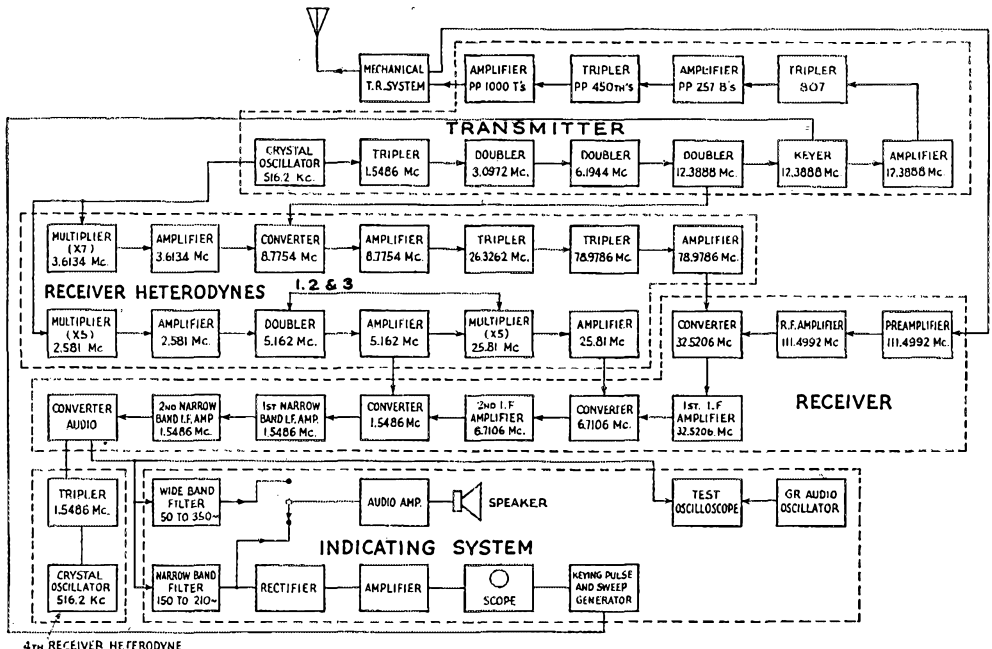 MECHANICAL
T.R.SYSTEM
AMPLIFIER
PP 1000 T's
TRIPLER
PP 450TH'S
AMPLIFIER
PP 257 B's
TRIPLER
807
TRANSMITTER
CRYSTAL
OSCILLATOR
516.2 KC.
TRIPLER
1.5486 MC
DOUBLER
3.0972 MC.
DOUBLER
6.1944 MC.
DOUBLER
12.3888 MC
KEYER
12.3888 MC
AMPLIFIER
12.3888 MC.
MULTIPLIER
(X7)
3.6134 MC.
AMPLIFIER
3.6134 MC
CONVERTER
8.7754 MC
AMPLIFIER
8.7754 MC
TRIPLER
26.3262 MC.
TRIPLER
78.9786 MC.
AMPLIFIER
78.9786 MC.
RECEIVER HETERODYNES 1.2 & 3
MULTIPLIER
(X5)
2.581 MC
AMPLIFIER
2.581 MC
DOUBLER
5.162 MC.
AMPLIFIER
5.162 MC
MULTIPLIER
(X5)
25.81 MC
AMPLIFIER
25.81 MC
CONVERTER
32.5206 MC.
R.F. AMPLIFIER
111.4992 MC.
PREAMPLIFIER
111.4992 MC.
RECEIVER
CONVERTER
AUDIO
2ND NARROW
BAND I.F. AMP.
1.5486 MC.
1ST NARROW
BAND I.F. AMP.
1.5486 MC.
CONVERTER
1.5486 MC
2ND I.F
AMPLIFIER
6.7106 MC.
CONVERTER
6.7106 MC.
1ST. I.F
AMPLIFIER
32.5206 MC.
TRIPLER
1.5486 MC.
WIDE BAND
FILTER
50 TO 350~
AUDIO AMP.
SPEAKER
TEST
OSCILLOSCOPE
GR AUDIO
OSCILLATOR
INDICATING SYSTEM
CRYSTAL
OSCILLATOR
516.2 KC
NARROW BAND
FILTER
150 TO 210~
RECTIFIER
AMPLIFIER
SCOPE
KEYING PULSE
AND SWEEP
GENERATOR
4TH RECEIVER HETERODYNE